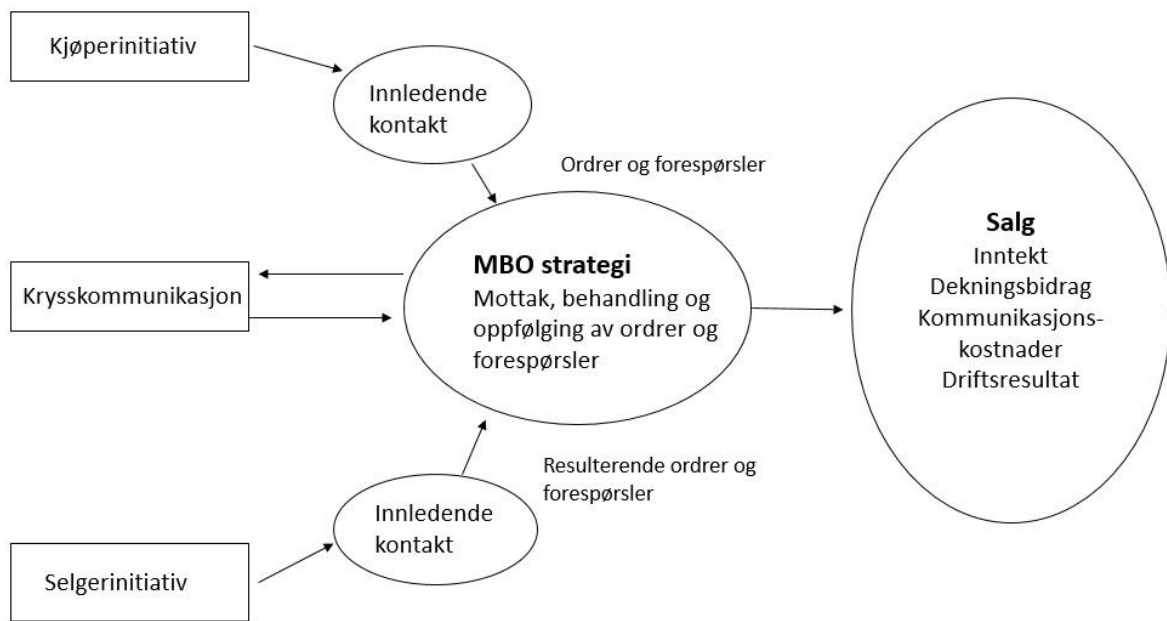 Kjøperinitiativ
Innledende
kontakt
Ordrer og forespørsler
MBO strategi
Mottak, behandling og
oppfølging av ordrer og
forespørsler
Krysskommunikasjon
Salg
Inntekt
Dekningsbidrag
Kommunikasjons-
kostnader
Driftsresultat
Resulterende ordrer og
forespørsler
Innledende
kontakt
Selgerinitiativ